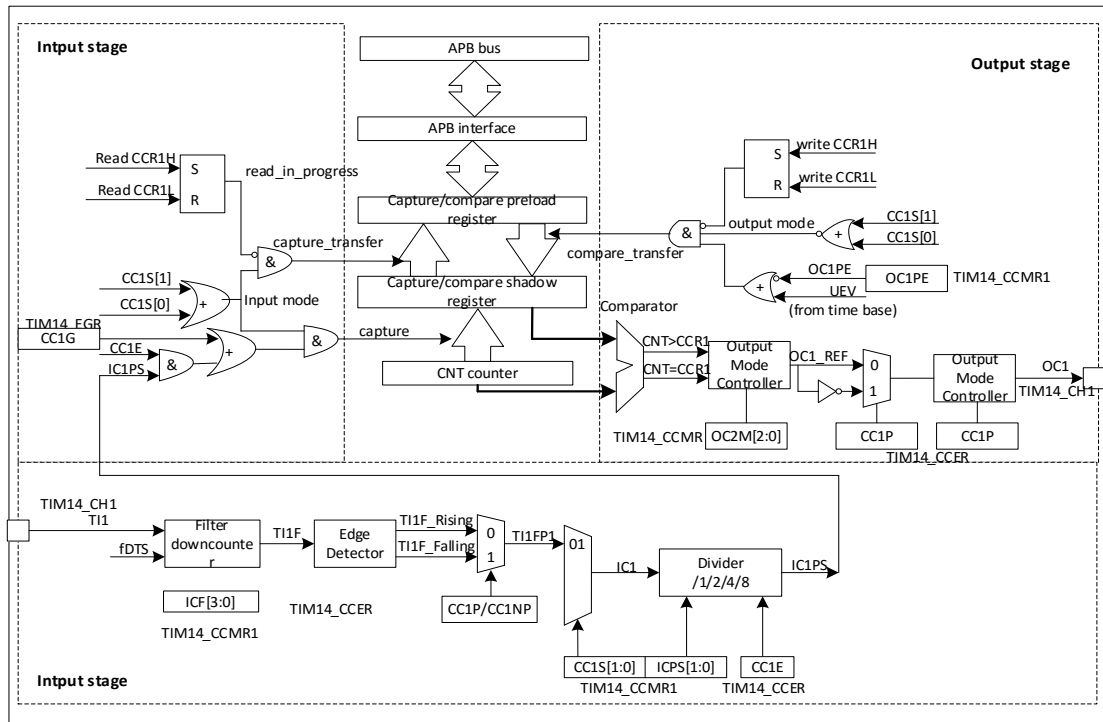 Intput stage
APB bus
Output stage
APB interface
Read CCR1H
S
read_in_progress
Read CCR1L
R
S
write CCR1H
R
write CCR1L
Capture/compare preload
register
capture_transfer
&
&
output mode
+
CC1S[1]
CC1S[0]
compare_transfer
CC1S[1]
CC1S[0]
+
Input mode
Capture/compare shadow
register
+
OC1PE
OC1PE
TIM14_CCMR1
UEV
(from time base)
TIM14_EGR
CC1G
CC1E
IC1PS
&
+
&
capture
CNT counter
Comparator
CNT>CCR1
CNT=CCR1
Output
Mode
Controller
OC1_REF
0
1
Output
Mode
Controller
OC1
TIM14_CH1
TIM14_CCMR
OC2M[2:0]
CC1P
CC1P
TIM14_CCER
TIM14_CH1
TI1
fDTS
Filter
downcounte
r
TI1F
Edge
Detector
TI1F_Rising
TI1F_Falling
0
1
TI1FP1
01
IC1
Divider
/1/2/4/8
IC1PS
ICF[3:0]
TIM14_CCMR1
TIM14_CCER
CC1P/CC1NP
CC1S[1:0]
ICPS[1:0]
CC1E
TIM14_CCMR1
TIM14_CCER
Intput stage